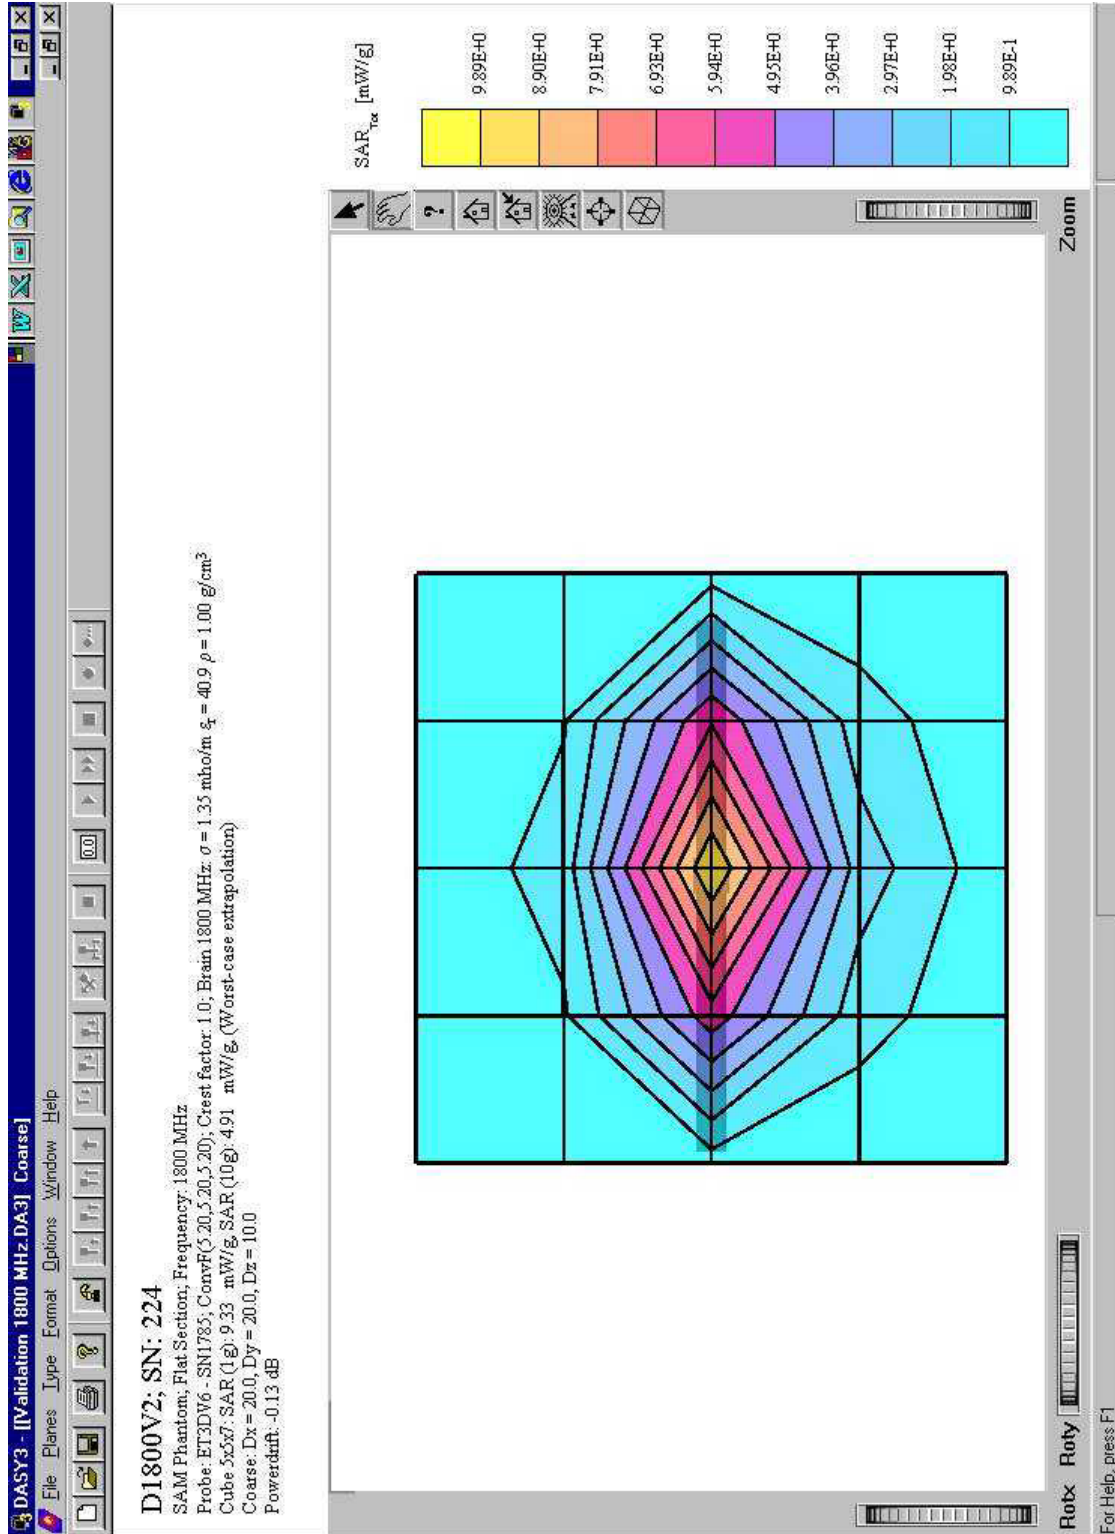 DASY3 - [[Validation 1800 MHz.DA3] Coarse]
File Planes Type Format Options Window Help
0.0
D1800V2; SN: 224
SAM Phantom; Flat Section; Frequency: 1800 MHz
Probe: ET3DV6 - SN1785; ConvF(5.20,5.20,5.20); Crest factor: 1.0; Brain 1800 MHz: σ = 1.35 mho/m εr = 40.9 ρ = 1.00 g/cm³
Cube 5x5x7: SAR (1g): 9.33 mW/g, SAR (10g): 4.91 mW/g, (Worst-case extrapolation)
Coarse: Dx = 20.0, Dy = 20.0, Dz = 10.0
Powerdrift: -0.13 dB
SARTot [mW/g]
9.89E+0
8.90E+0
7.91E+0
6.93E+0
5.94E+0
4.95E+0
3.96E+0
2.97E+0
1.98E+0
9.89E-1
Rotx Roty Zoom
For Help, press F1